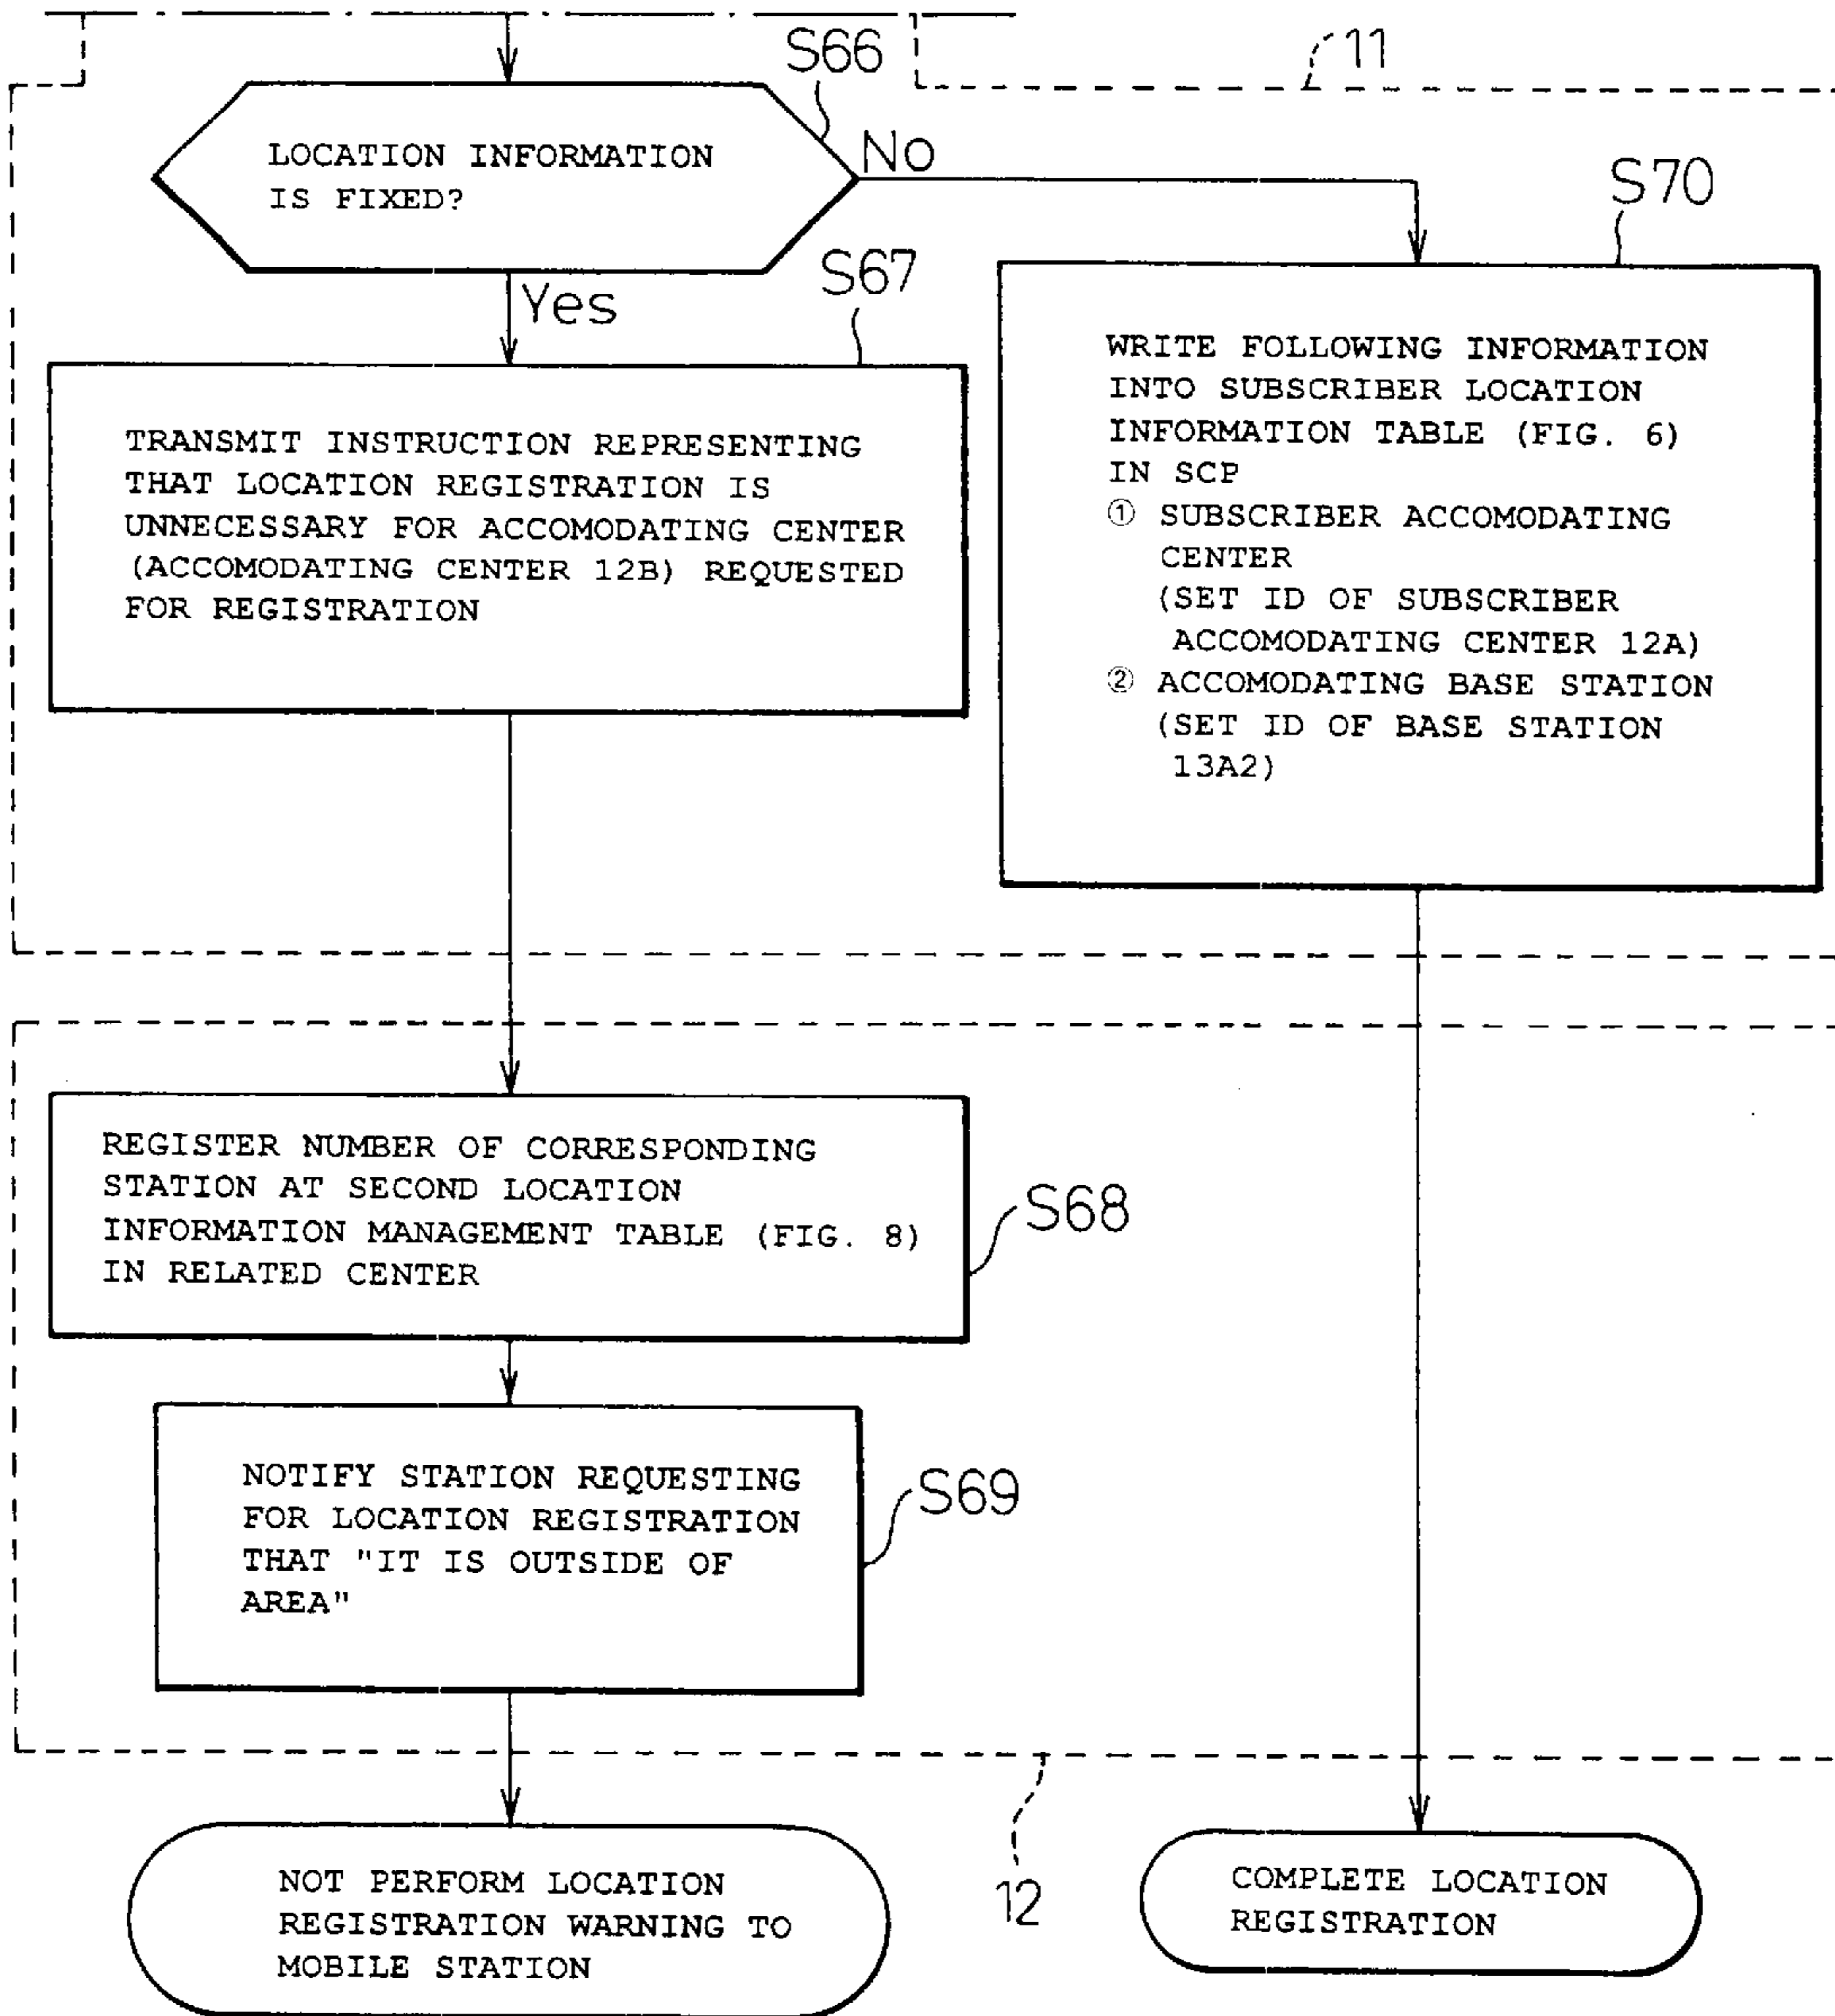 S66
11
LOCATION INFORMATION
IS FIXED?
No
S70
S67
Yes
TRANSMIT INSTRUCTION REPRESENTING
THAT LOCATION REGISTRATION IS
UNNECESSARY FOR ACCOMODATING CENTER
(ACCOMODATING CENTER 12B) REQUESTED
FOR REGISTRATION
WRITE FOLLOWING INFORMATION
INTO SUBSCRIBER LOCATION
INFORMATION TABLE (FIG. 6)
IN SCP
① SUBSCRIBER ACCOMODATING
CENTER
(SET ID OF SUBSCRIBER
ACCOMODATING CENTER 12A)
② ACCOMODATING BASE STATION
(SET ID OF BASE STATION
13A2)
REGISTER NUMBER OF CORRESPONDING
STATION AT SECOND LOCATION
INFORMATION MANAGEMENT TABLE (FIG. 8)
IN RELATED CENTER
S68
NOTIFY STATION REQUESTING
FOR LOCATION REGISTRATION
THAT "IT IS OUTSIDE OF
AREA"
S69
12
NOT PERFORM LOCATION
REGISTRATION WARNING TO
MOBILE STATION
COMPLETE LOCATION
REGISTRATION